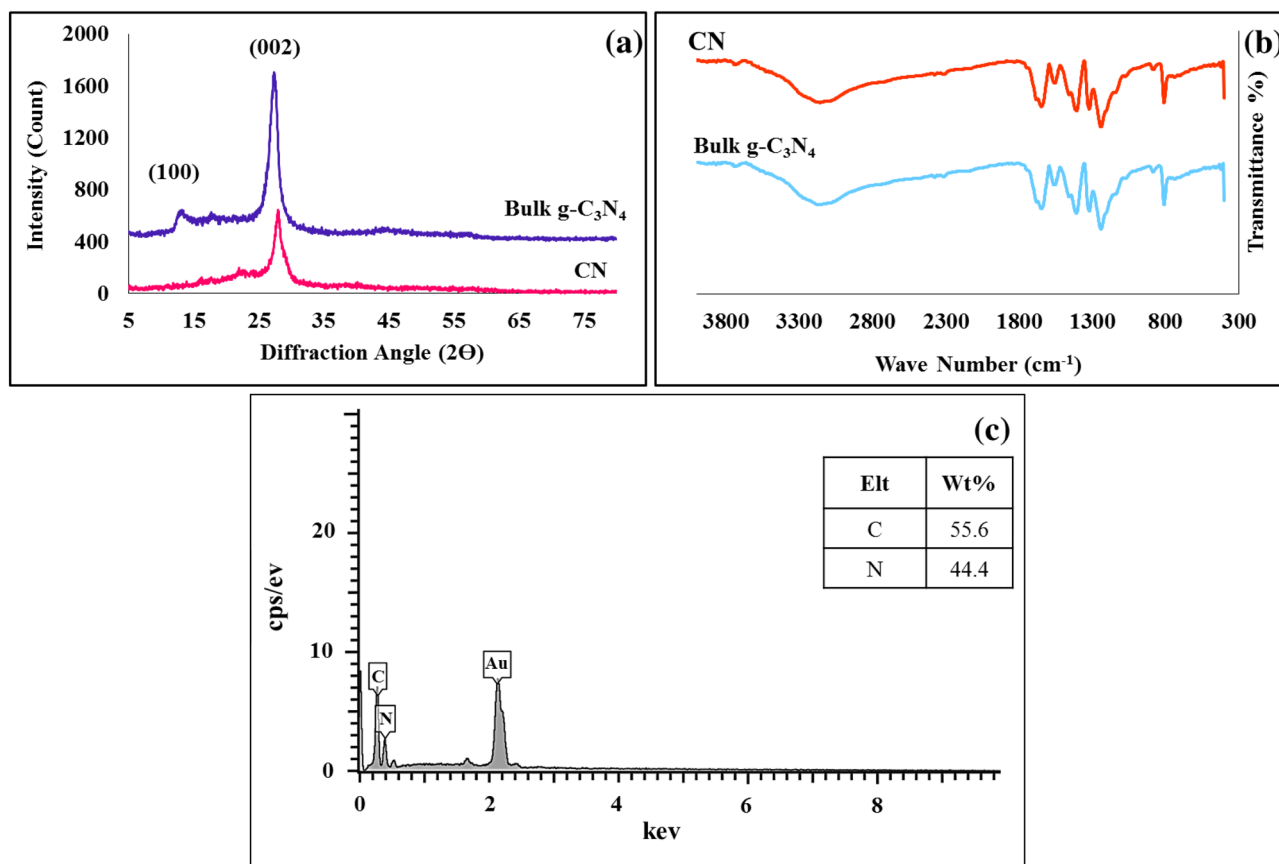 (a)
2000
1600
1200
800
400
0
Intensity (Count)
(002)
(100)
Bulk g-C₃N₄
CN
5 15 25 35 45 55 65 75
Diffraction Angle (2ϴ)
(b)
CN
Bulk g-C₃N₄
Transmittance %)
3800 3300 2800 2300 1800 1300 800 300
Wave Number (cm⁻¹)
(c)
Elt Wt%
C 55.6
N 44.4
20
10
0
cps/ev
C
N
Au
0 2 4 6 8
kev